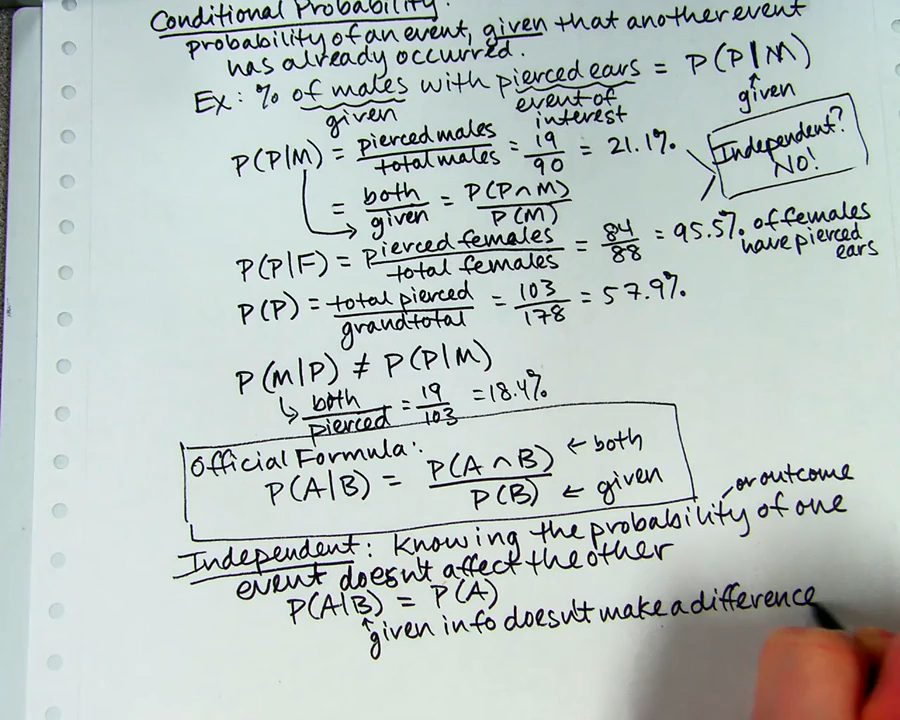 Conditional Probability:
probability of an event, given that another event
has already occurred.
Ex: % of males with pierced ears = P(P|M)
given
event of
interest
↑
given
P(P|M) = pierced males / total males = 19/90 = 21.1%
Independent?
NO!
= both / given = P(P∩M) / P(M)
P(P|F) = pierced females / total females = 84/88 = 95.5% of females
have pierced
ears
P(P) = total pierced / grand total = 103/178 = 57.9%
P(M|P) ≠ P(P|M)
↳ both / pierced = 19/103 = 18.4%
Official Formula:
P(A|B) = P(A∩B) / P(B)
← both
← given
or outcome
Independent: Knowing the probability of one
event doesn't affect the other
P(A|B) = P(A)
↑ given info doesn't make a difference